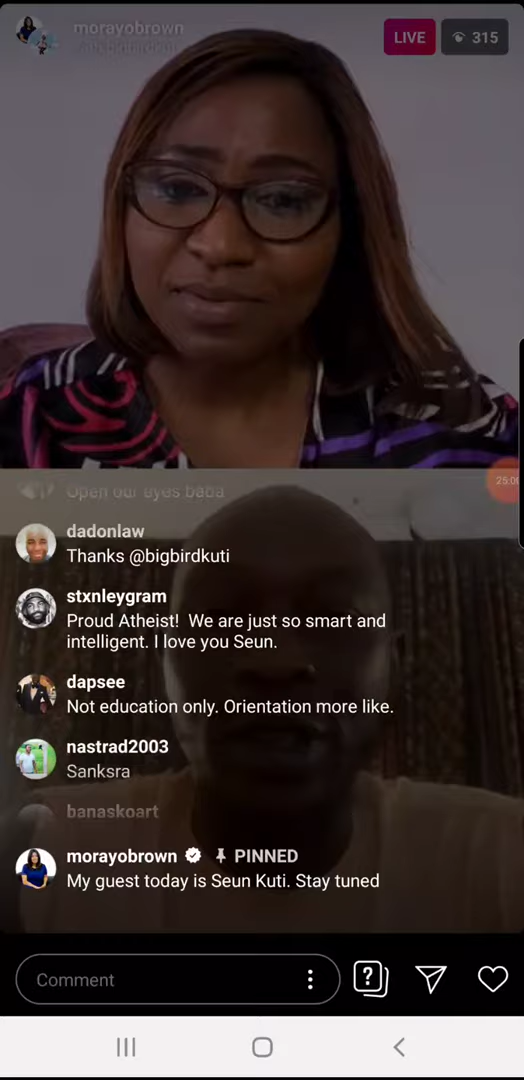 morayobrown
LIVE
315
25:0
Open our eyes baba
dadonlaw
Thanks @bigbirdkuti
stxnleygram
Proud Atheist! We are just so smart and
intelligent. I love you Seun.
dapsee
Not education only. Orientation more like.
nastrad2003
Sanksra
banaskoart
morayobrown PINNED
My guest today is Seun Kuti. Stay tuned
Comment